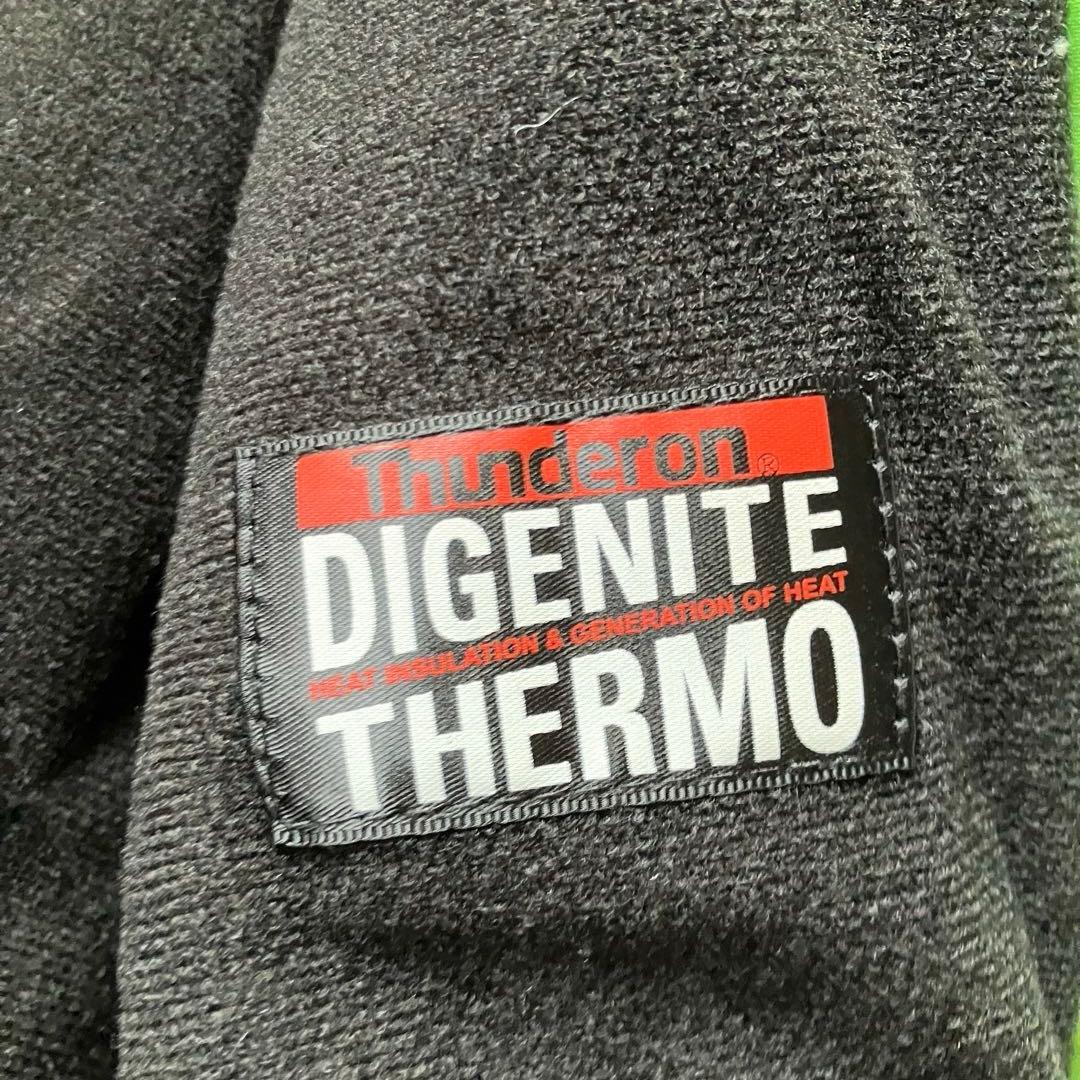 Thunderon®
DIGENITE
HEAT INSULATION & GENERATION OF HEAT
THERMO